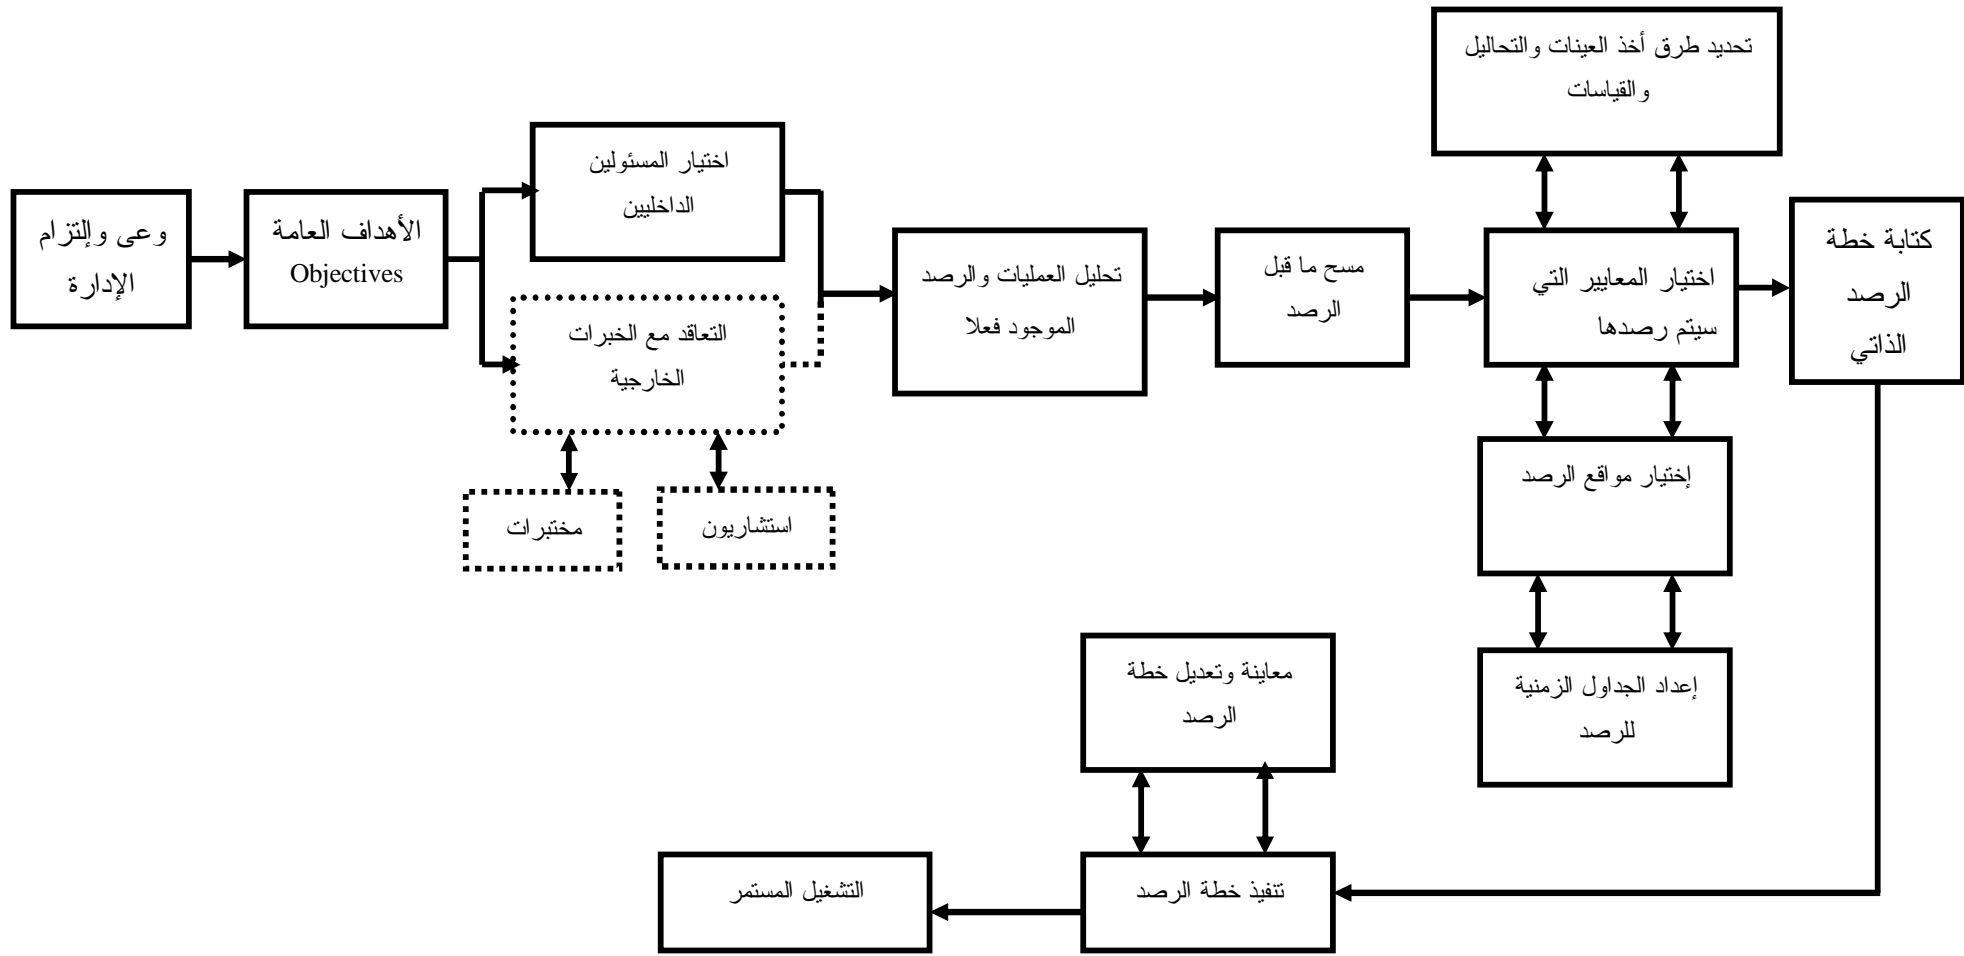 وعى وإلتزام
الإدارة
الأهداف العامة
Objectives
اختيار المسئولين
الداخليين
التعاقد مع الخبرات
الخارجية
مختبرات
استشاريون
تحليل العمليات والرصد
الموجود فعلا
مسح ما قبل
الرصد
تحديد طرق أخذ العينات والتحاليل
والقياسات
اختيار المعايير التي
سيتم رصدها
إختيار مواقع الرصد
إعداد الجداول الزمنية
للرصد
كتابة خطة
الرصد
الذاتي
معاينة وتعديل خطة
الرصد
تنفيذ خطة الرصد
التشغيل المستمر